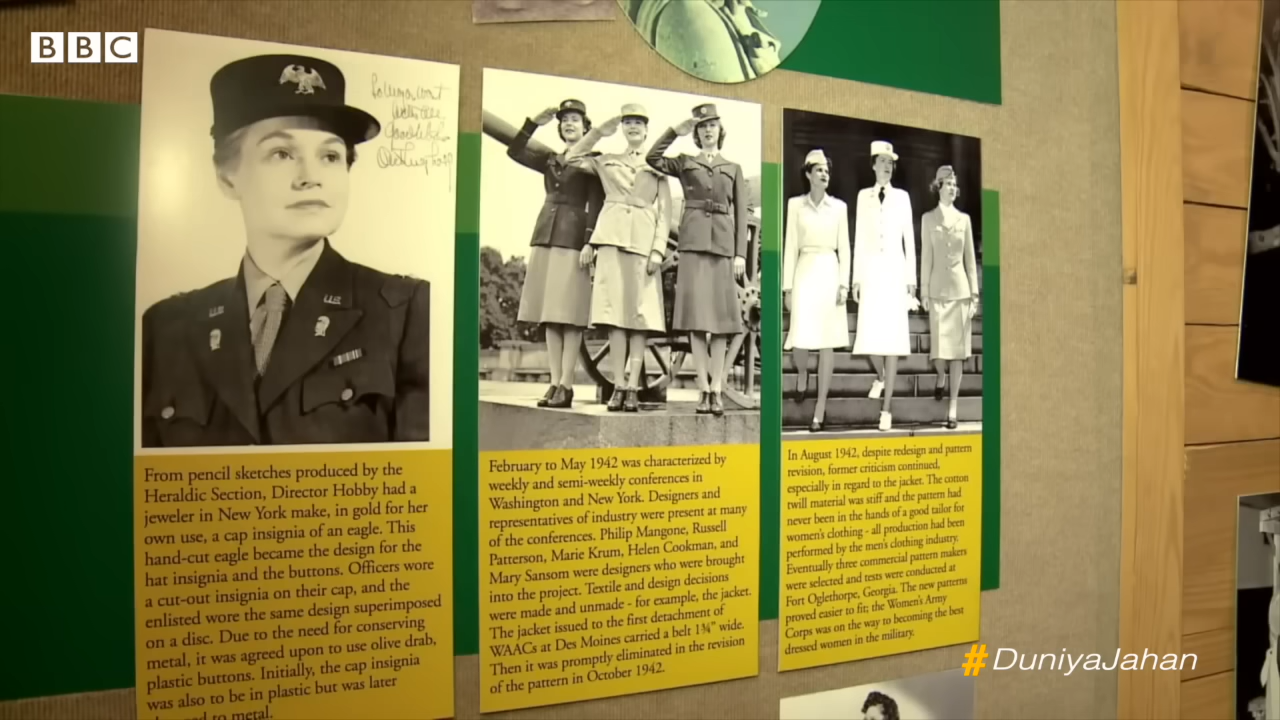 BBC
From pencil sketches produced by the
Heraldic Section, Director Hobby had a
jeweler in New York make, in gold for her
own use, a cap insignia of an eagle. This
hand-cut eagle became the design for the
hat insignia and the buttons. Officers wore
a cut-out insignia on their cap, and the
enlisted wore the same design superimposed
on a disc. Due to the need for conserving
metal, it was agreed upon to use olive drab,
plastic buttons. Initially, the cap insignia
was also to be in plastic but was later
to metal.
February to May 1942 was characterized by
weekly and semi-weekly conferences in
Washington and New York. Designers and
representatives of industry were present at many
of the conferences. Philip Mangone, Russell
Patterson, Marie Krum, Helen Cookman, and
Mary Sansom were designers who were brought
into the project. Textile and design decisions
were made and unmade - for example, the jacket.
The jacket issued to the first detachment of
WAACs at Des Moines carried a belt 1¾" wide.
Then it was promptly eliminated in the revision
of the pattern in October 1942.
In August 1942, despite redesign and pattern
revision, former criticism continued,
especially in regard to the jacket. The cotton
twill material was stiff and the pattern had
never been in the hands of a good tailor for
women's clothing - all production had been
performed by the men's clothing industry.
Eventually three commercial pattern makers
were selected and tests were conducted at
Fort Oglethorpe, Georgia. The new patterns
proved easier to fit; the Women's Army
Corps was on the way to becoming the best
dressed women in the military.
#DuniyaJahan